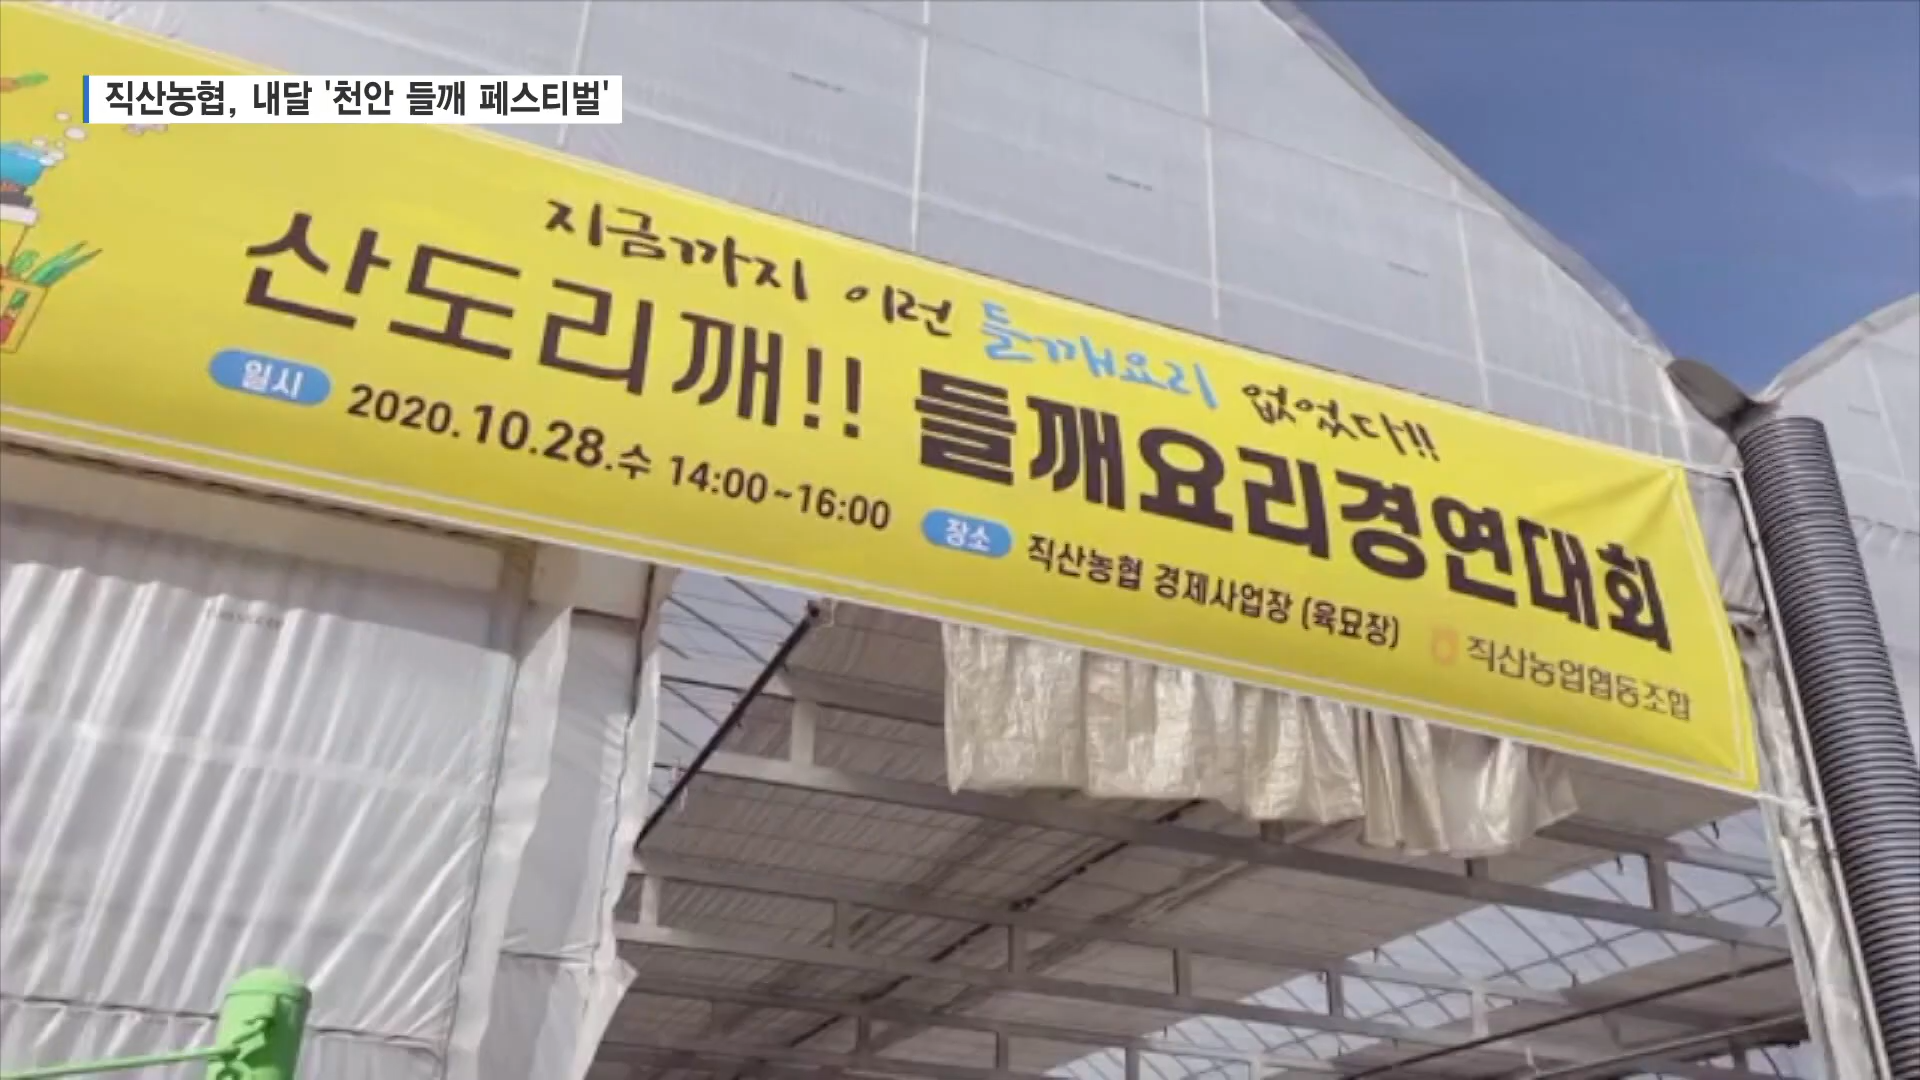 직산농협, 내달 '천안 들깨 페스티벌'
지금까지 이런 들깨요리 없었다!!
산도리깨!! 들깨요리경연대회
일시 2020.10.28.수 14:00~16:00 장소 직산농협 경제사업장 (육묘장)
직산농업협동조합